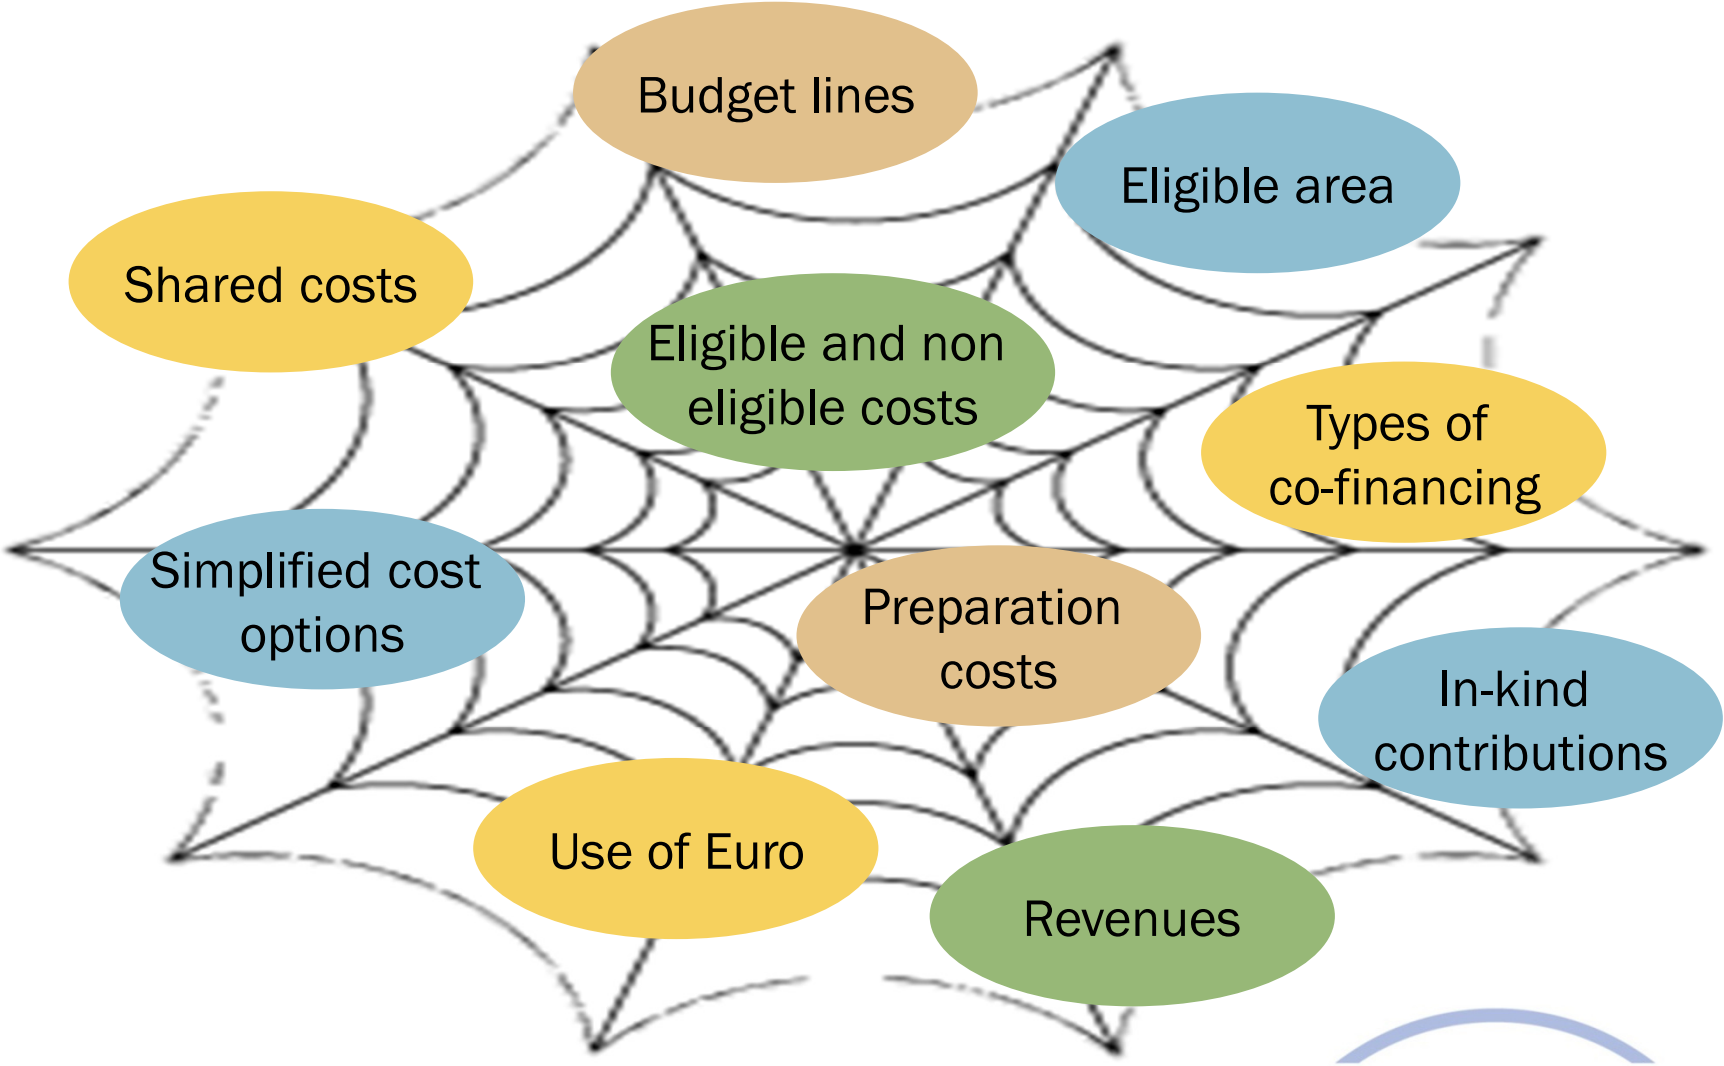 Budget lines
Eligible area
Shared costs
Eligible and non
eligible costs
Types of
co-financing
Simplified cost
options
Preparation
costs
In-kind
contributions
Use of Euro
Revenues